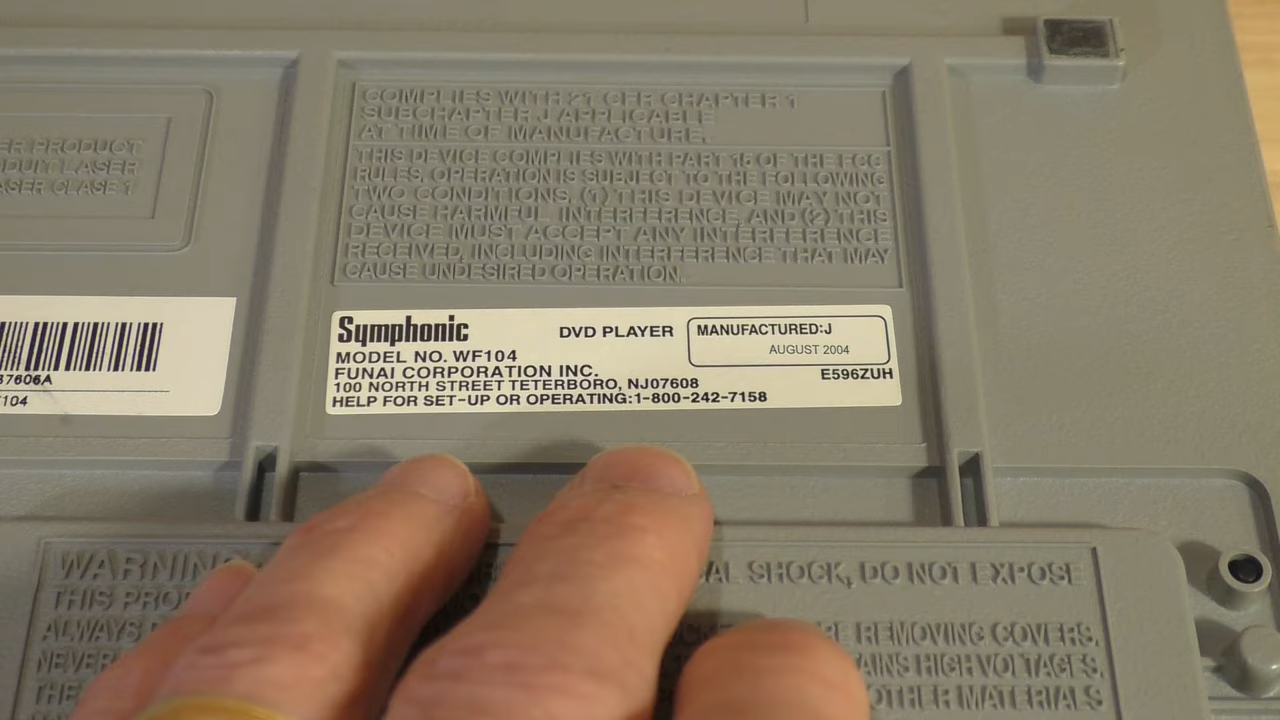 COMPLIES WITH 21 CFR CHAPTER 1
SUBCHAPTER J APPLICABLE
AT TIME OF MANUFACTURE.
THIS DEVICE COMPLIES WITH PART 15 OF THE FCC
RULES. OPERATION IS SUBJECT TO THE FOLLOWING
TWO CONDITIONS. (1) THIS DEVICE MAY NOT
CAUSE HARMFUL INTERFERENCE, AND (2) THIS
DEVICE MUST ACCEPT ANY INTERFERENCE
RECEIVED, INCLUDING INTERFERENCE THAT MAY
CAUSE UNDESIRED OPERATION.
PRODUCT
LASER
CLASE 1
7606A
104
Symphonic DVD PLAYER MANUFACTURED:J
AUGUST 2004
MODEL NO. WF104
FUNAI CORPORATION INC. E596ZUH
100 NORTH STREET TETERBORO, NJ07608
HELP FOR SET-UP OR OPERATING:1-800-242-7158
WARNING SHOCK, DO NOT EXPOSE
THIS
ALWAYS REMOVING COVERS.
NEVER HIGH VOLTAGES.
OTHER MATERIALS